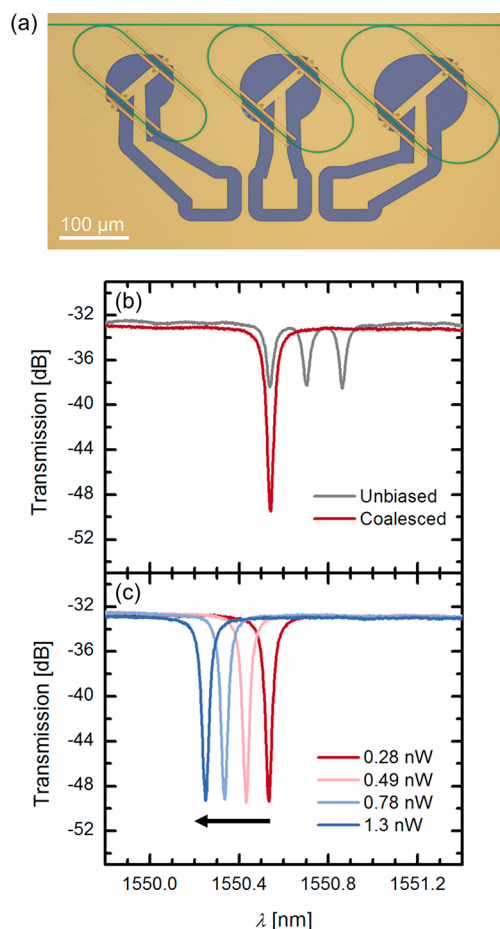 (a)
100 µm
(b)
-32
-36
-40
-44
-48
-52
Transmission [dB]
Unbiased
Coalesced
(c)
-32
-36
-40
-44
-48
-52
Transmission [dB]
0.28 nW
0.49 nW
0.78 nW
1.3 nW
1550.0 1550.4 1550.8 1551.2
λ [nm]